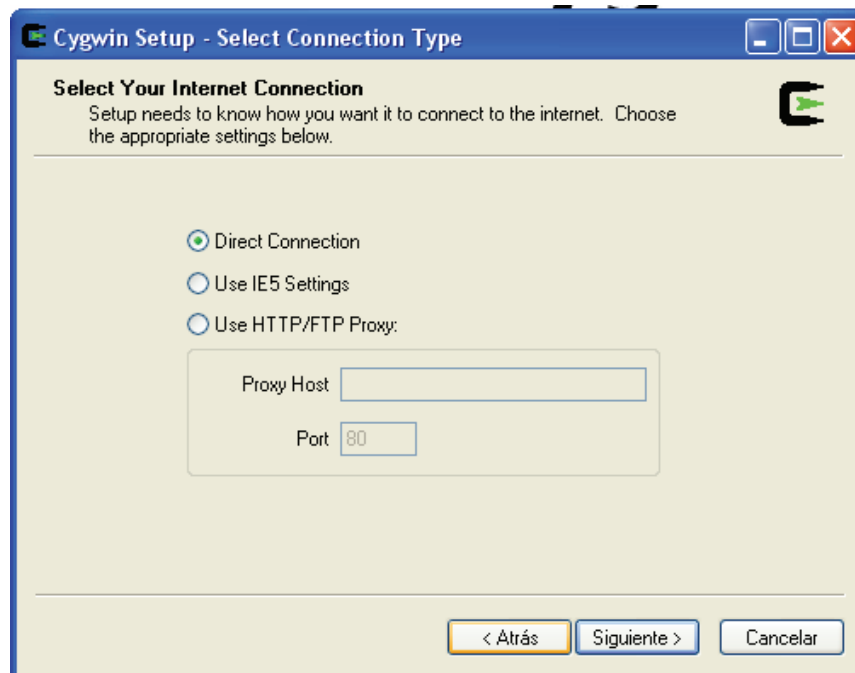 Cygwin Setup - Select Connection Type
Select Your Internet Connection
Setup needs to know how you want it to connect to the internet.  Choose
the appropriate settings below.
Direct Connection
Use IE5 Settings
Use HTTP/FTP Proxy:
Proxy Host
Port 80
< Atrás Siguiente > Cancelar